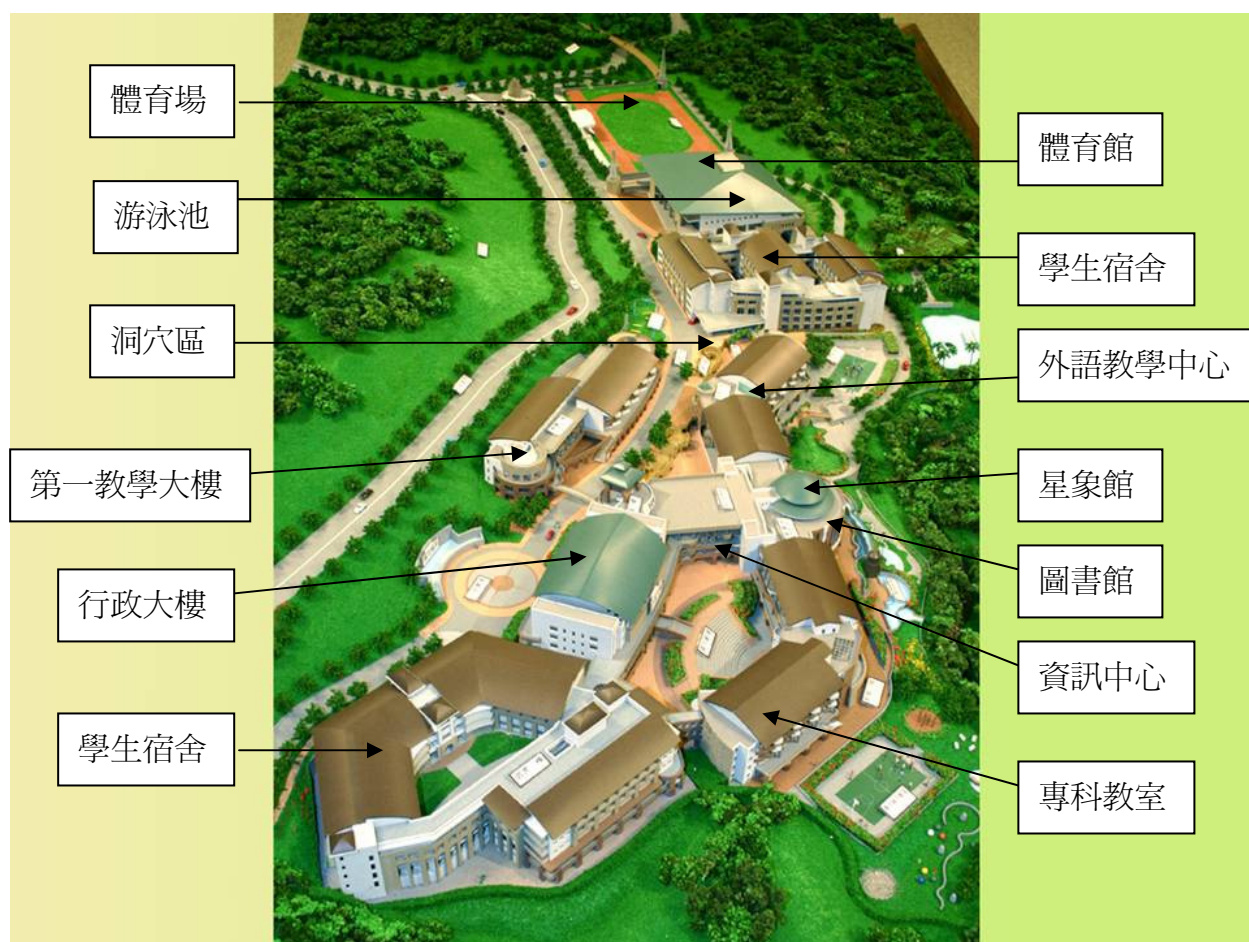 體育場
游泳池
洞穴區
第一教學大樓
行政大樓
學生宿舍
體育館
學生宿舍
外語教學中心
星象館
圖書館
資訊中心
專科教室